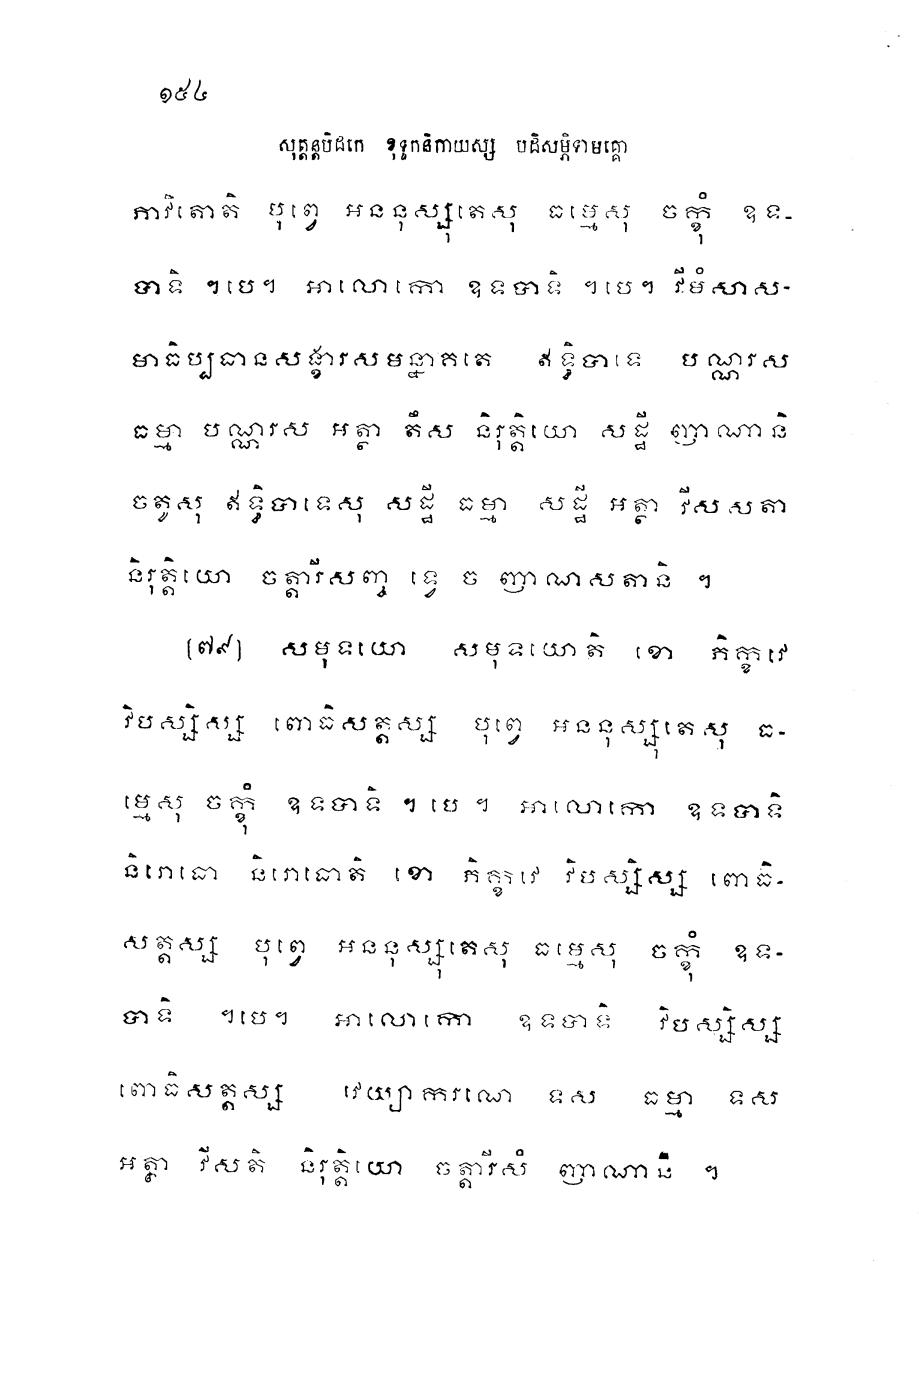 ១៥៤
សុត្តន្តបិដកេ ខុទ្ទកនិកាយស្ស បដិសម្ភិទាមគ្គោ
ភាវិតោតិ បុព្វេ អននុស្សុតេសុ ធម្មេសុ ចក្ខុំ ឧទ-
បាទិ ។បេ។ អាលោកោ ឧទបាទិ ។បេ។ វីមំសាស-
មាធិប្បធានសង្ខារសមន្នាគតេ ឥទ្ធិបាទេ បណ្ណរស
ធម្មា បណ្ណរស អត្ថា តឹស និរុត្តិយោ សដ្ឋី ញាណានិ
ចតូសុ ឥទ្ធិបាទេសុ សដ្ឋី ធម្មា សដ្ឋី អត្ថា វីសសតា
និរុត្តិយោ ចត្តារីសញ្ច ទ្វេ ច ញាណសតានិ ។
(៧៩) សមុទយោ សមុទយោតិ ខោ ភិក្ខវេ
វិបស្សិស្ស ពោធិសត្តស្ស បុព្វេ អននុស្សុតេសុ ធ-
ម្មេសុ ចក្ខុំ ឧទបាទិ ។ បេ ។ អាលោកោ ឧទបាទិ
និរោធោ និរោធោតិ ខោ ភិក្ខវេ វិបស្សិស្ស ពោធិ-
សត្តស្ស បុព្វេ អននុស្សុតេសុ ធម្មេសុ ចក្ខុំ ឧទ-
បាទិ ។បេ។ អាលោកោ ឧទបាទិ វិបស្សិស្ស
ពោធិសត្តស្ស វេយ្យាករណេ ទស ធម្មា ទស
អត្ថា វីសតិ និរុត្តិយោ ចត្តារីសំ ញាណានិ ។